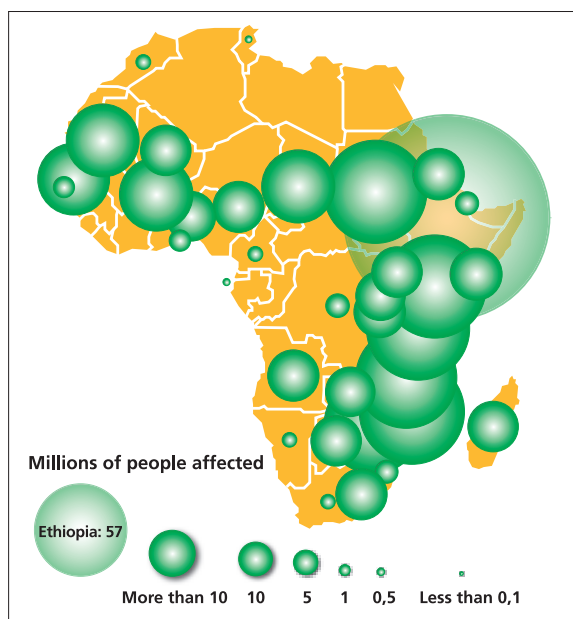 Millions of people affected
Ethiopia: 57
More than 10 10 5 1 0,5 Less than 0,1